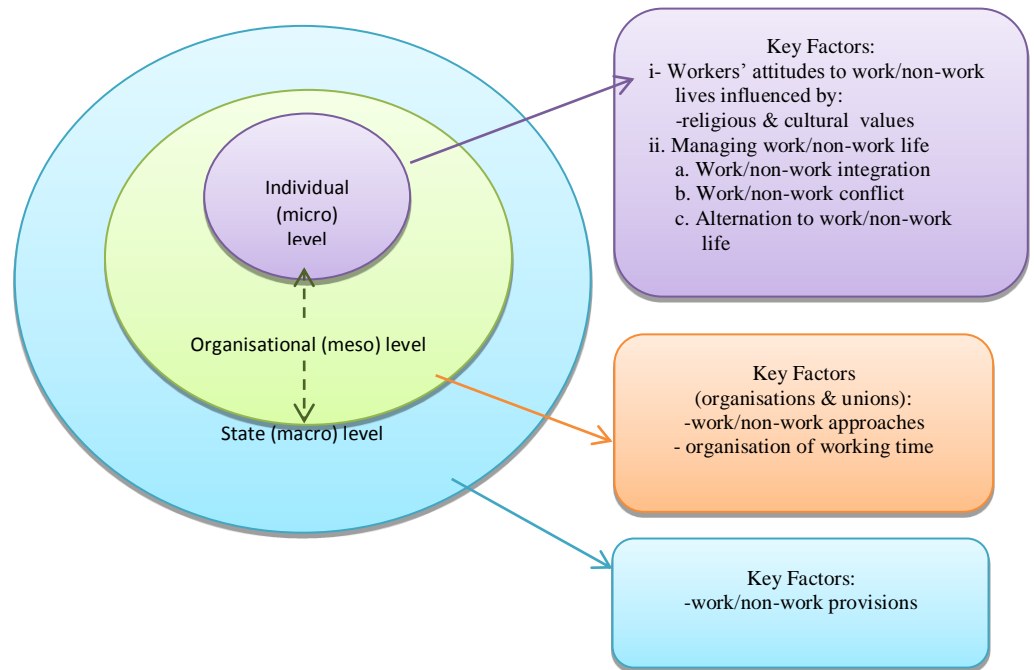 Individual
(micro)
level
Organisational (meso) level
State (macro) level
Key Factors:
i- Workers’ attitudes to work/non-work
lives influenced by:
-religious & cultural values
ii. Managing work/non-work life
a. Work/non-work integration
b. Work/non-work conflict
c. Alternation to work/non-work
life
Key Factors
(organisations & unions):
-work/non-work approaches
- organisation of working time
Key Factors:
-work/non-work provisions